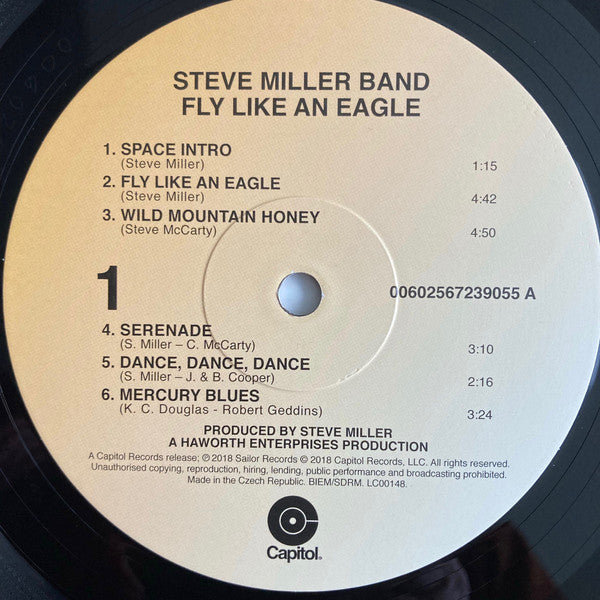 STEVE MILLER BAND
FLY LIKE AN EAGLE
1. SPACE INTRO
(Steve Miller) 1:15
2. FLY LIKE AN EAGLE
(Steve Miller) 4:42
3. WILD MOUNTAIN HONEY
(Steve McCarty) 4:50
1 00602567239055 A
4. SERENADE
(S. Miller – C. McCarty) 3:10
5. DANCE, DANCE, DANCE
(S. Miller – J. & B. Cooper) 2:16
6. MERCURY BLUES
(K. C. Douglas - Robert Geddins) 3:24
PRODUCED BY STEVE MILLER
A HAWORTH ENTERPRISES PRODUCTION
A Capitol Records release; ℗ 2018 Sailor Records © 2018 Capitol Records, LLC. All rights reserved.
Unauthorised copying, reproduction, hiring, lending, public performance and broadcasting prohibited.
Made in the Czech Republic. BIEM/SDRM. LC00148.
Capitol®